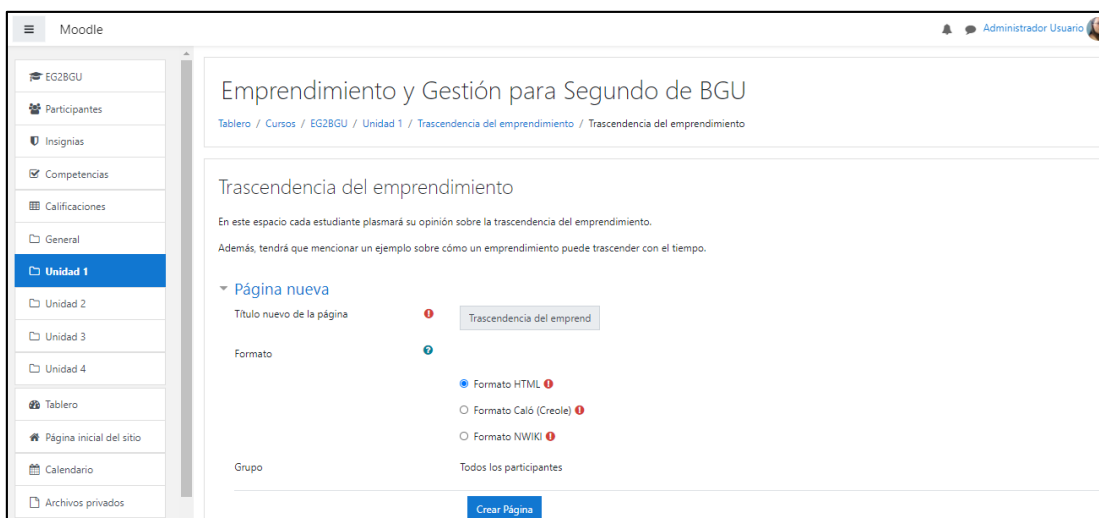 Moodle
Administrador Usuario
EG2BGU
Participantes
Insignias
Competencias
Calificaciones
General
Unidad 1
Unidad 2
Unidad 3
Unidad 4
Tablero
Página inicial del sitio
Calendario
Archivos privados
Emprendimiento y Gestión para Segundo de BGU
Tablero / Cursos / EG2BGU / Unidad 1 / Trascendencia del emprendimiento / Trascendencia del emprendimiento
Trascendencia del emprendimiento
En este espacio cada estudiante plasmará su opinión sobre la trascendencia del emprendimiento.
Además, tendrá que mencionar un ejemplo sobre cómo un emprendimiento puede trascender con el tiempo.
Página nueva
Título nuevo de la página
Trascendencia del emprend
Formato
Formato HTML
Formato Caló (Creole)
Formato NWIKI
Grupo Todos los participantes
Crear Página